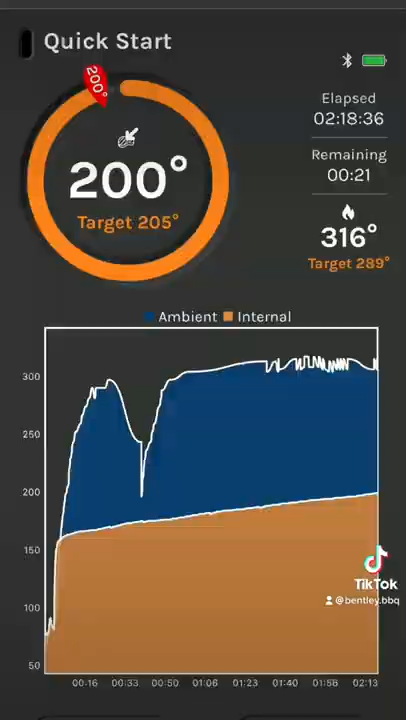 Quick Start
200°
Elapsed
02:18:36
200°
Target 205°
Remaining
00:21
316°
Target 289°
Ambient Internal
300
250
200
150
100
50
00:16 00:33 00:50 01:06 01:23 01:40 01:56 02:13
TikTok
@bentley.bbq